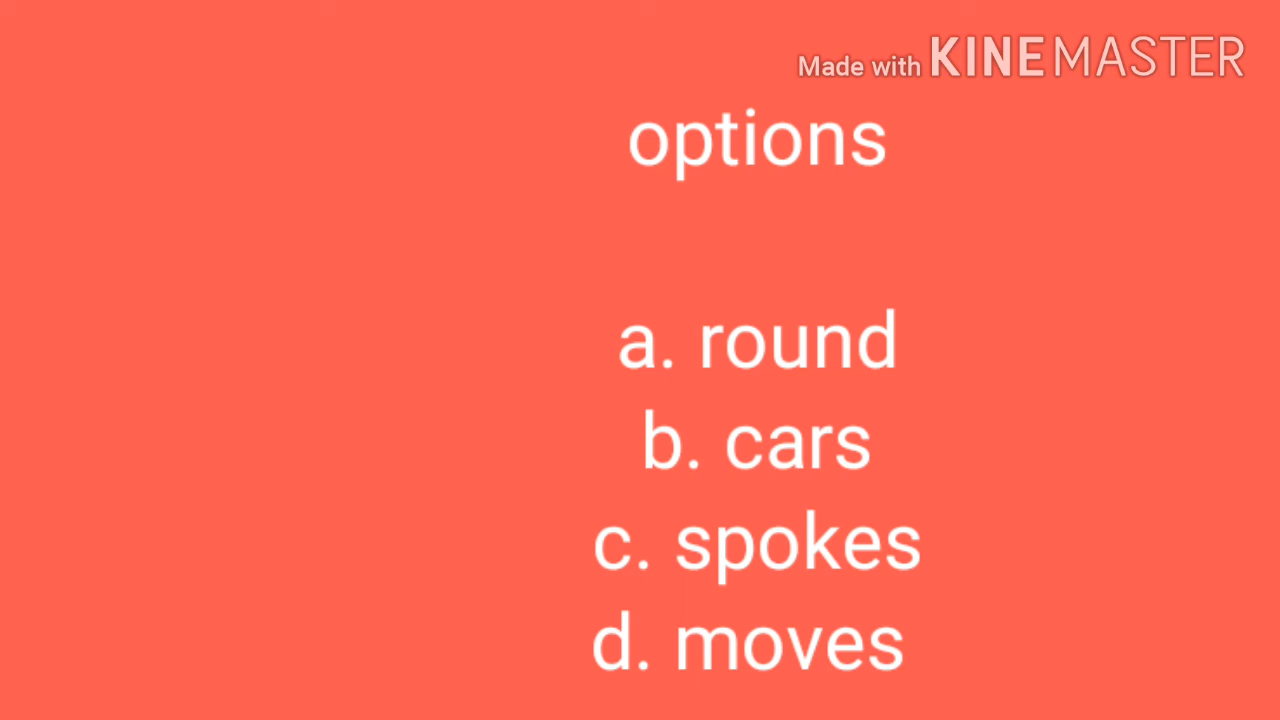 Made with KINEMASTER
options
a. round
b. cars
c. spokes
d. moves